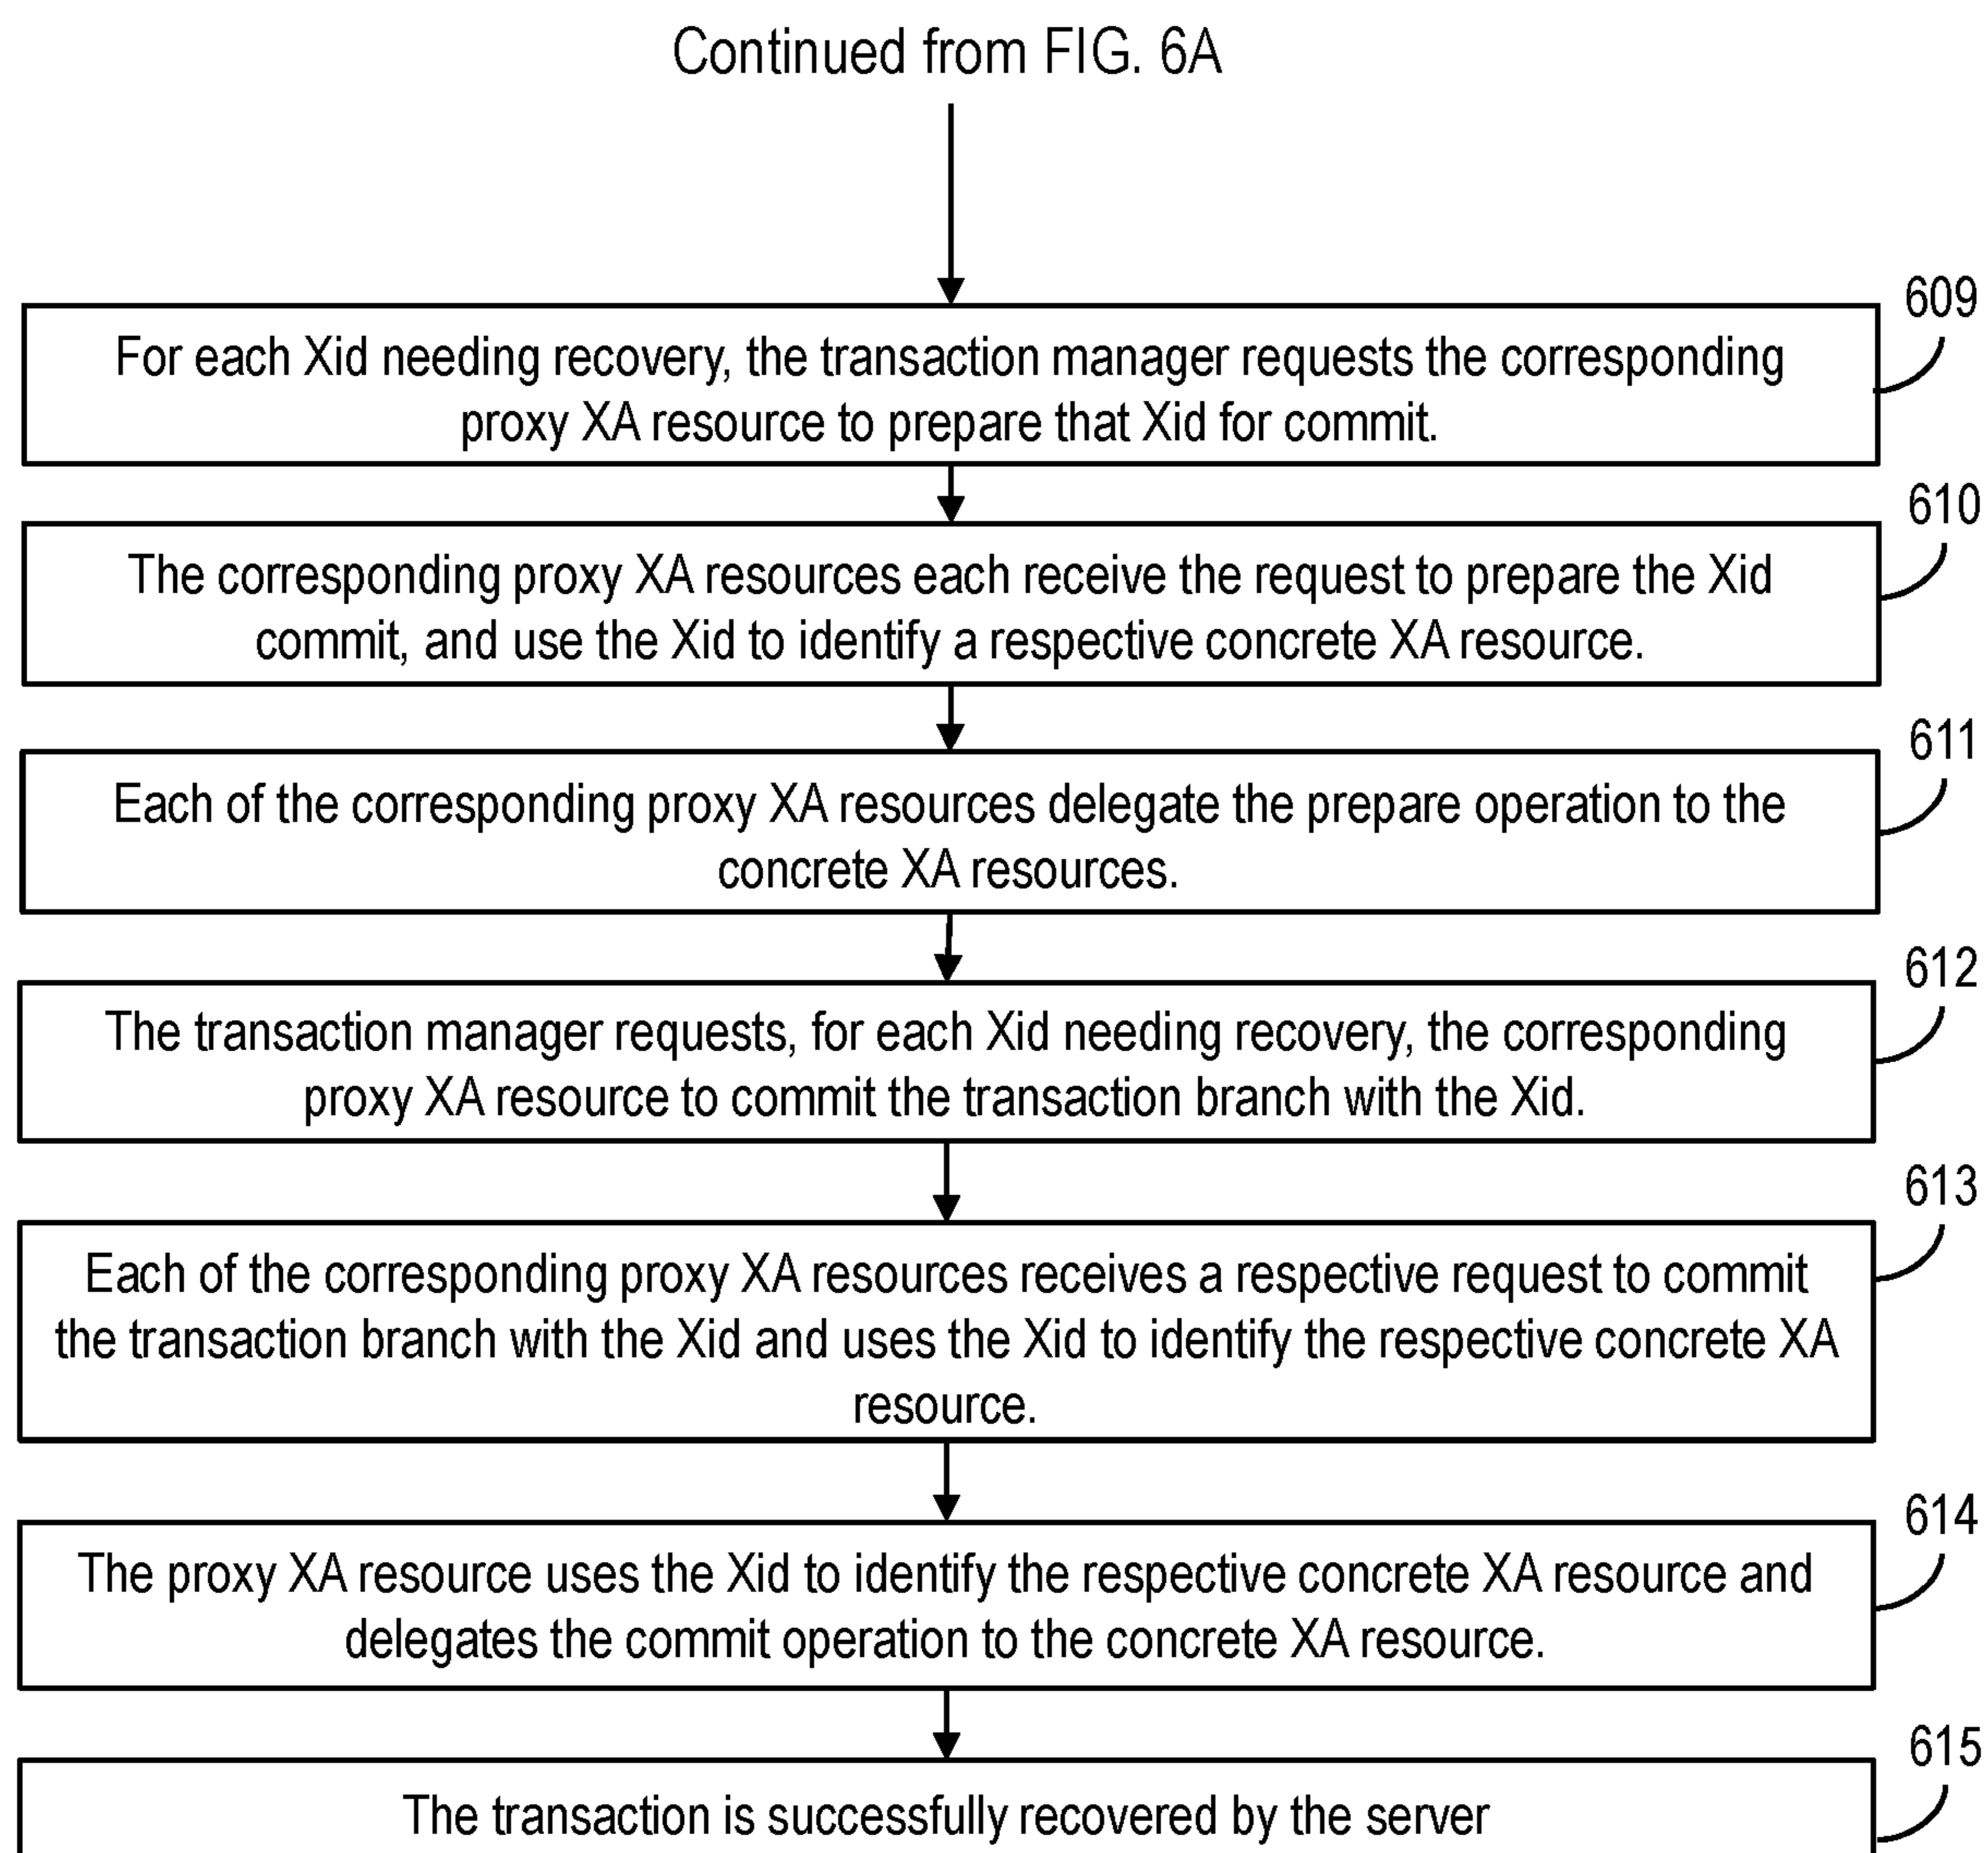 Continued from FIG. 6A
609
For each Xid needing recovery, the transaction manager requests the corresponding
proxy XA resource to prepare that Xid for commit.
610
The corresponding proxy XA resources each receive the request to prepare the Xid
commit, and use the Xid to identify a respective concrete XA resource.
611
Each of the corresponding proxy XA resources delegate the prepare operation to the
concrete XA resources.
612
The transaction manager requests, for each Xid needing recovery, the corresponding
proxy XA resource to commit the transaction branch with the Xid.
613
Each of the corresponding proxy XA resources receives a respective request to commit
the transaction branch with the Xid and uses the Xid to identify the respective concrete XA
resource.
614
The proxy XA resource uses the Xid to identify the respective concrete XA resource and
delegates the commit operation to the concrete XA resource.
615
The transaction is successfully recovered by the server